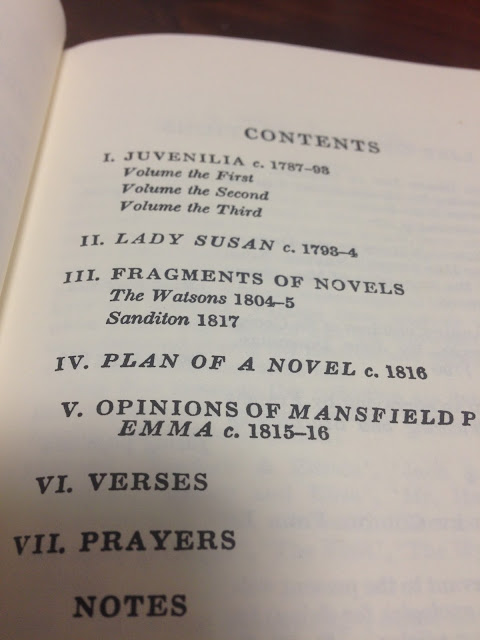 CONTENTS
I. JUVENILIA c. 1787–93
Volume the First
Volume the Second
Volume the Third
II. LADY SUSAN c. 1793–4
III. FRAGMENTS OF NOVELS
The Watsons 1804–5
Sanditon 1817
IV. PLAN OF A NOVEL c. 1816
V. OPINIONS OF MANSFIELD P
EMMA c. 1815–16
VI. VERSES
VII. PRAYERS
NOTES